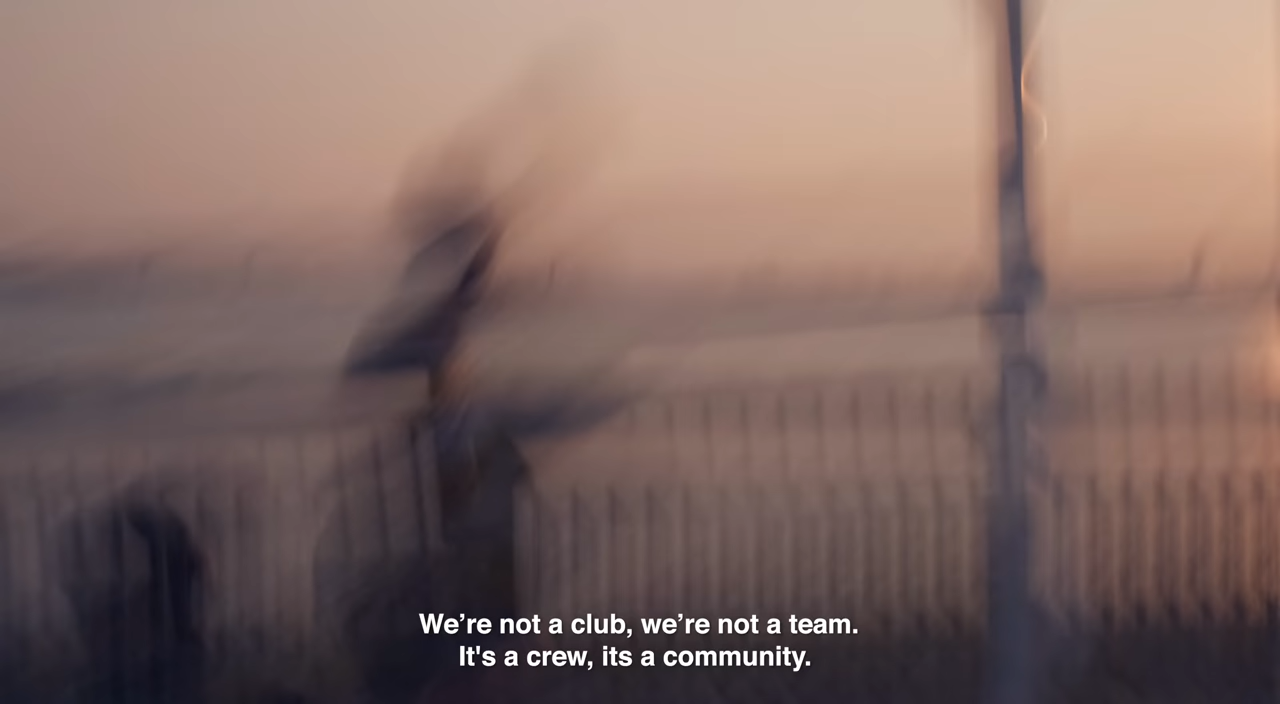 We’re not a club, we’re not a team.
It's a crew, its a community.